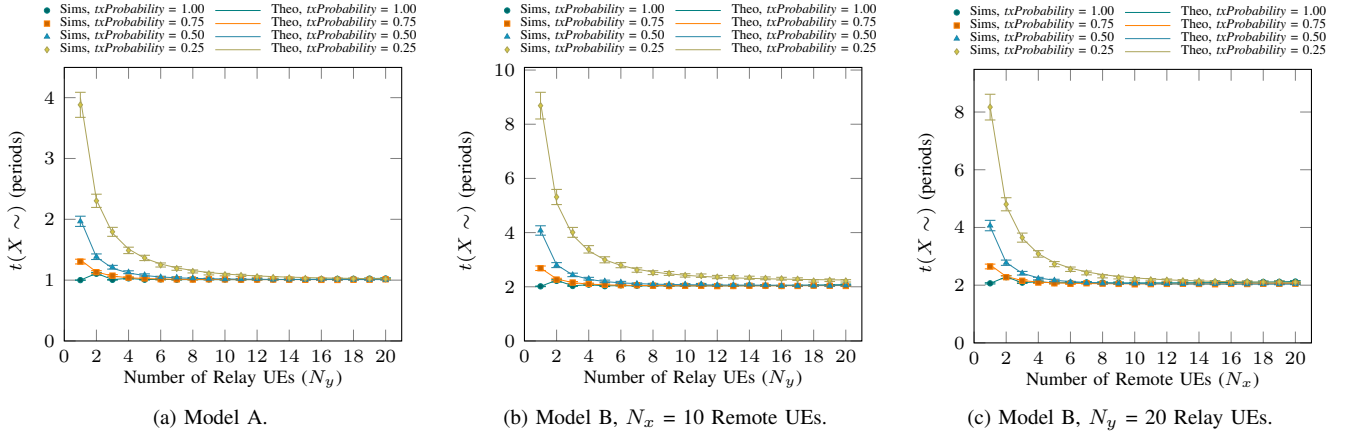 Sims, txProbability = 1.00 Theo, txProbability = 1.00
Sims, txProbability = 0.75 Theo, txProbability = 0.75
Sims, txProbability = 0.50 Theo, txProbability = 0.50
Sims, txProbability = 0.25 Theo, txProbability = 0.25
4
3
2
1
0
t(X ∼) (periods)
0 2 4 6 8 10 12 14 16 18 20
Number of Relay UEs (N_y)
(a) Model A.
Sims, txProbability = 1.00 Theo, txProbability = 1.00
Sims, txProbability = 0.75 Theo, txProbability = 0.75
Sims, txProbability = 0.50 Theo, txProbability = 0.50
Sims, txProbability = 0.25 Theo, txProbability = 0.25
10
8
6
4
2
0
t(X ∼) (periods)
0 2 4 6 8 10 12 14 16 18 20
Number of Relay UEs (N_y)
(b) Model B, N_x = 10 Remote UEs.
Sims, txProbability = 1.00 Theo, txProbability = 1.00
Sims, txProbability = 0.75 Theo, txProbability = 0.75
Sims, txProbability = 0.50 Theo, txProbability = 0.50
Sims, txProbability = 0.25 Theo, txProbability = 0.25
8
6
4
2
0
t(X ∼) (periods)
0 2 4 6 8 10 12 14 16 18 20
Number of Remote UEs (N_x)
(c) Model B, N_y = 20 Relay UEs.